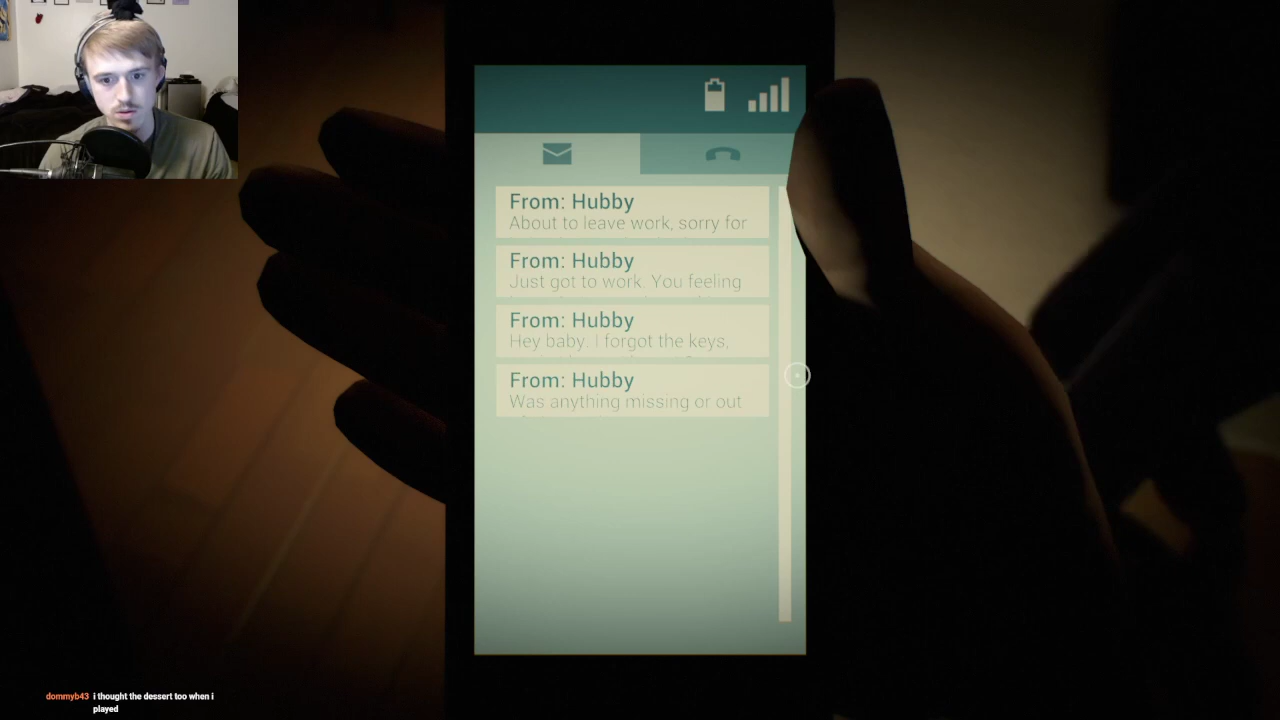 From: Hubby
About to leave work, sorry for
From: Hubby
Just got to work. You feeling
From: Hubby
Hey baby. I forgot the keys,
From: Hubby
Was anything missing or out
dommyb43 i thought the dessert too when i
played